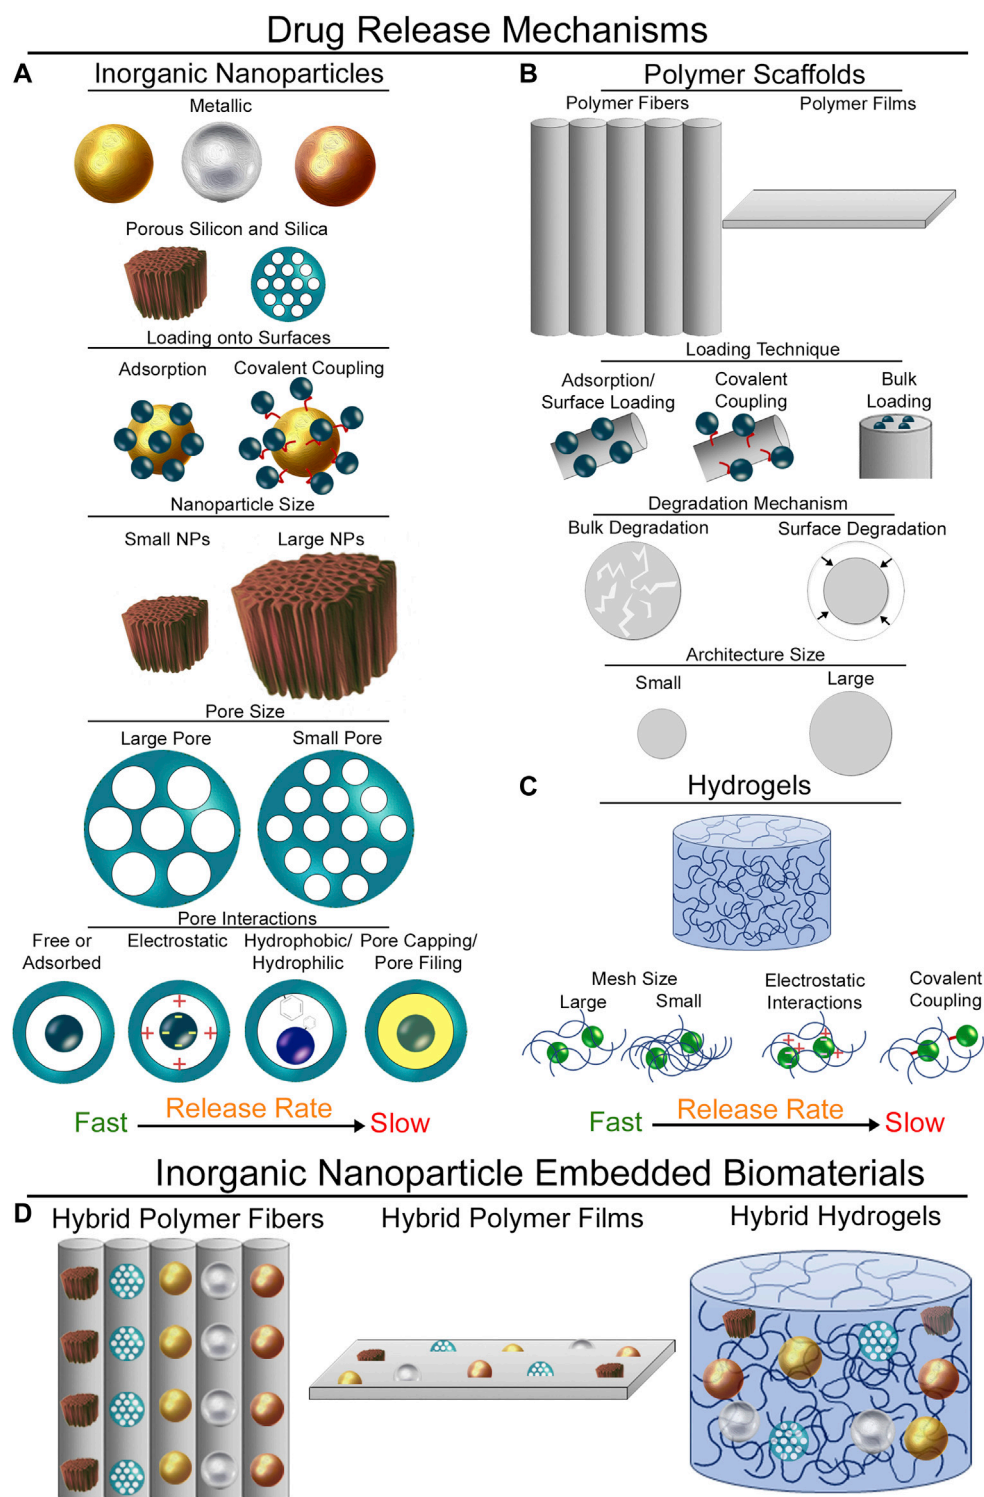 Drug Release Mechanisms
A
Inorganic Nanoparticles
Metallic
Porous Silicon and Silica
Loading onto Surfaces
Adsorption
Covalent Coupling
Nanoparticle Size
Small NPs
Large NPs
Pore Size
Large Pore
Small Pore
Pore Interactions
Free or
Adsorbed
Electrostatic
Hydrophobic/
Hydrophilic
Pore Capping/
Pore Filing
Fast
Release Rate
Slow
B
Polymer Scaffolds
Polymer Fibers
Polymer Films
Loading Technique
Adsorption/
Surface Loading
Covalent
Coupling
Bulk
Loading
Degradation Mechanism
Bulk Degradation
Surface Degradation
Architecture Size
Small
Large
C
Hydrogels
Mesh Size
Large
Small
Electrostatic
Interactions
Covalent
Coupling
Fast
Release Rate
Slow
Inorganic Nanoparticle Embedded Biomaterials
D
Hybrid Polymer Fibers
Hybrid Polymer Films
Hybrid Hydrogels